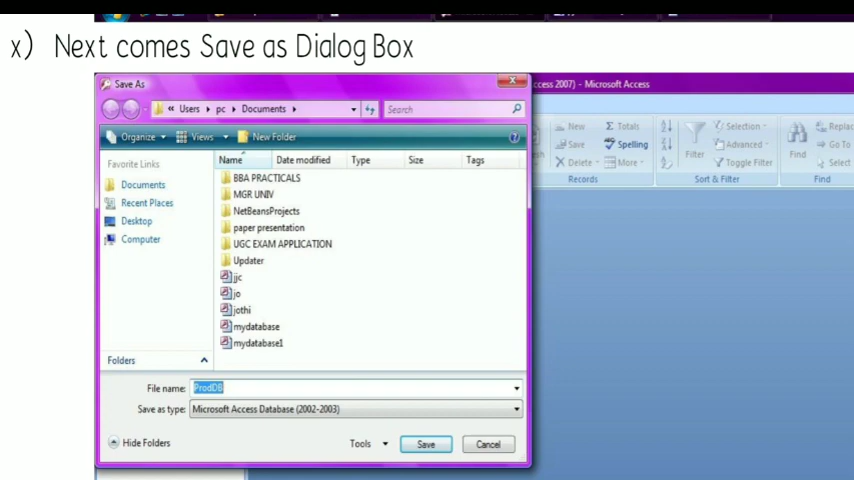 x) Next comes Save as Dialog Box
Save As
(Access 2007) - Microsoft Access
« Users ▸ pc ▸ Documents ▸
Search
Organize
Views
New Folder
New
Totals
Selection
Save
Spelling
Filter
Advanced
Find
Go To
Delete
More
Toggle Filter
Select
Records
Sort & Filter
Find
Favorite Links
Name
Date modified
Type
Size
Tags
Documents
Recent Places
Desktop
Computer
BBA PRACTICALS
MGR UNIV
NetBeansProjects
paper presentation
UGC EXAM APPLICATION
Updater
jjc
jo
jothi
mydatabase
mydatabase1
Folders
File name: ProdDB
Save as type: Microsoft Access Database (2002-2003)
Hide Folders
Tools
Save
Cancel